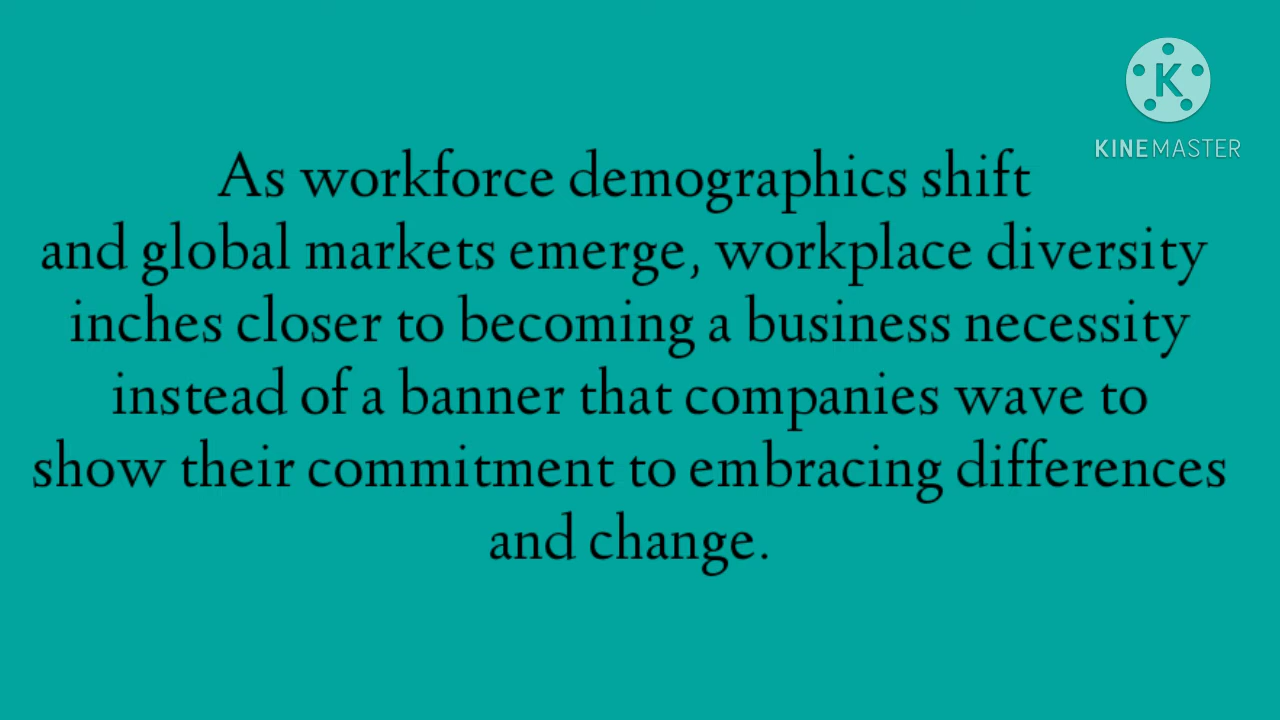 K
KINEMASTER
As workforce demographics shift
and global markets emerge, workplace diversity
inches closer to becoming a business necessity
instead of a banner that companies wave to
show their commitment to embracing differences
and change.